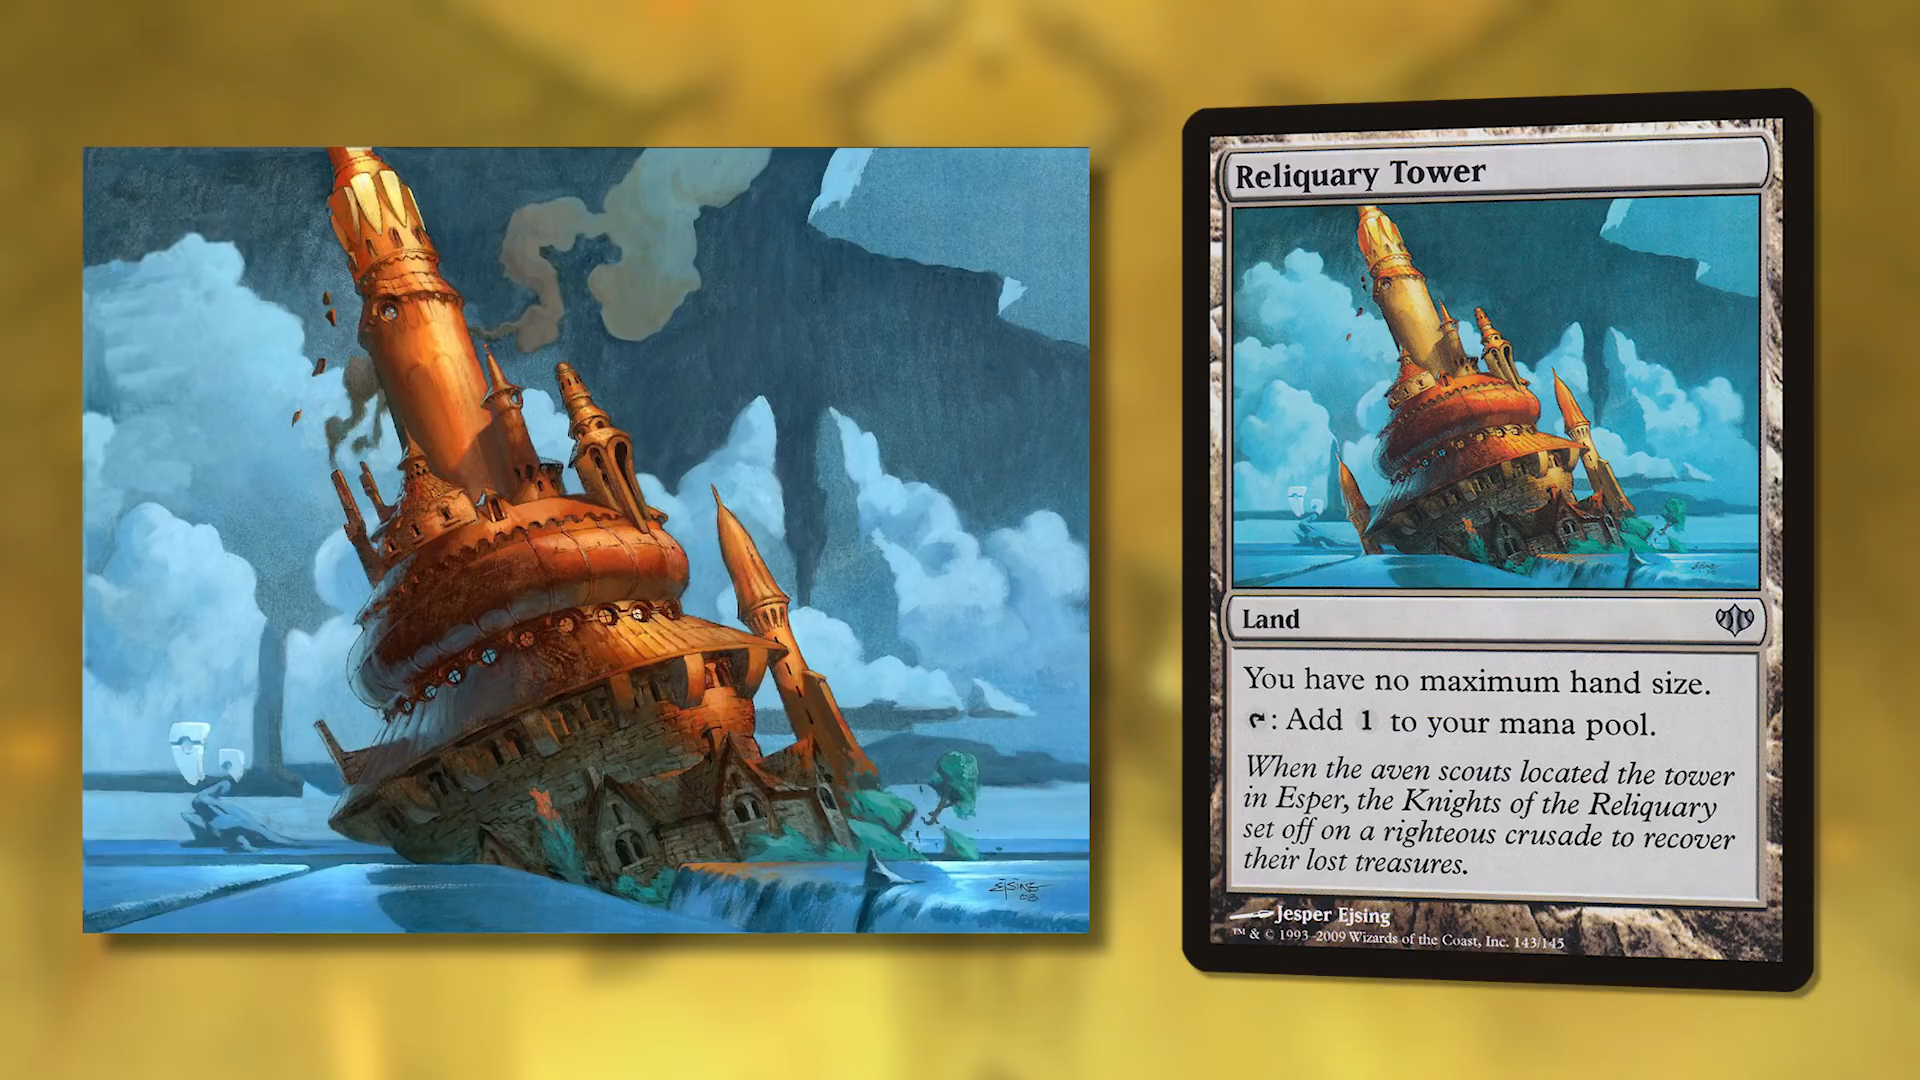 EJSING
08
Reliquary Tower
Land
You have no maximum hand size.
: Add 1 to your mana pool.
When the aven scouts located the tower
in Esper, the Knights of the Reliquary
set off on a righteous crusade to recover
their lost treasures.
Jesper Ejsing
™ & © 1993–2009 Wizards of the Coast, Inc. 143/145